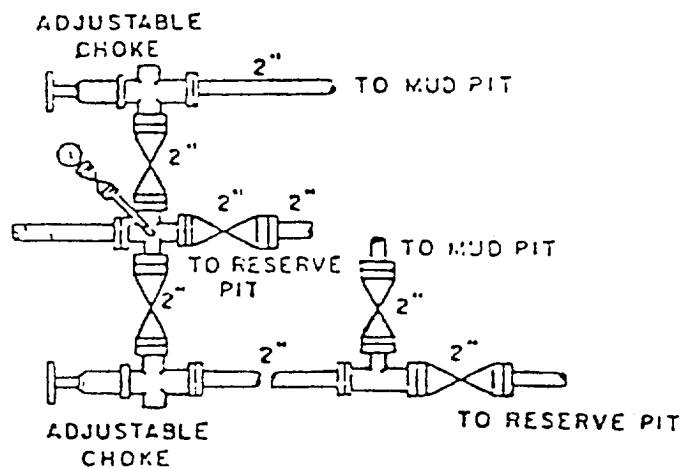 ADJUSTABLE
CHOKE
2"
TO MUD PIT
2"
2"
2"
TO RESERVE
PIT
TO MUD PIT
2"
2"
2"
2"
TO RESERVE PIT
ADJUSTABLE
CHOKE